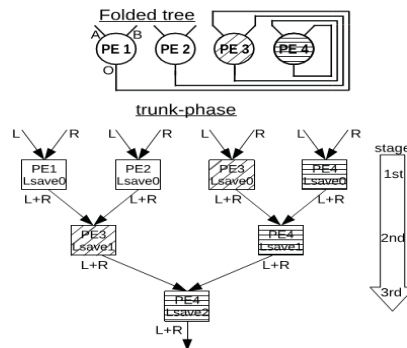 Folded tree
A B
PE 1 PE 2 PE 3 PE 4
O
trunk-phase
L R L R L R L R
stage
PE1 PE2 PE3 PE4
Lsave0 Lsave0 Lsave0 Lsave0
1st
L+R L+R L+R L+R
PE3 PE4
Lsave1 Lsave1
2nd
L+R L+R
PE4
Lsave2
3rd
L+R